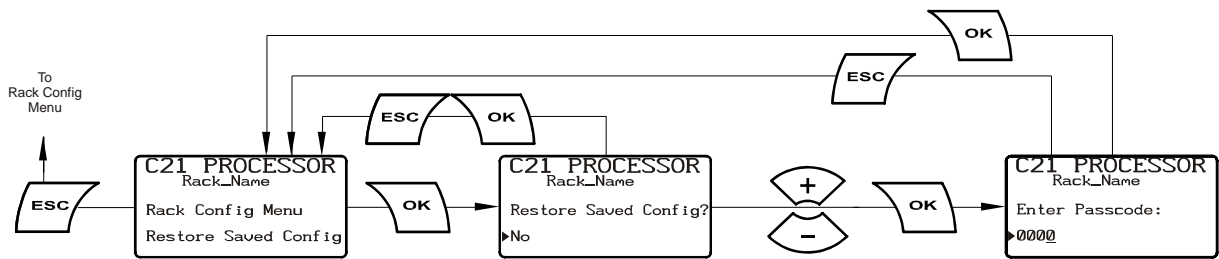 OK
ESC
To
Rack Config
Menu
ESC OK
C21 PROCESSOR
Rack_Name
Rack Config Menu
Restore Saved Config
C21 PROCESSOR
Rack_Name
Restore Saved Config?
▶No
C21 PROCESSOR
Rack_Name
Enter Passcode:
▶0000
ESC
OK
+
−
OK